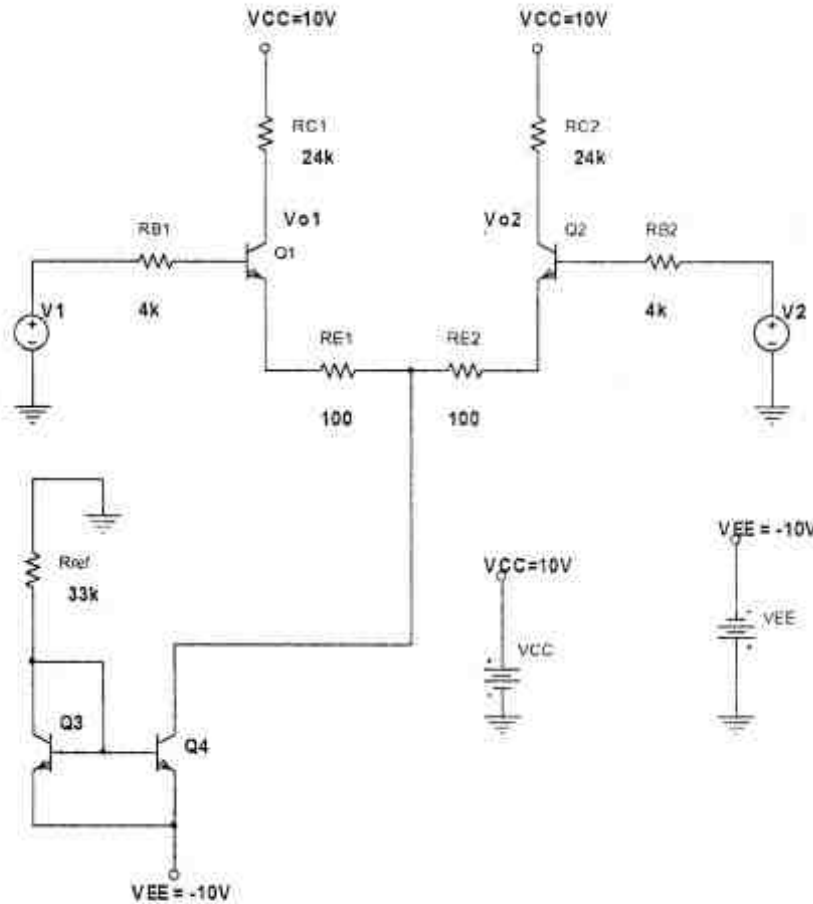 VCC=10V VCC=10V
RC1 RC2
24k 24k
Vo1 Vo2
RB1 Q1 Q2 RB2
V1 4k 4k V2
RE1 RE2
100 100
Rref
33k
VCC=10V VEE = -10V
VCC VEE
Q3 Q4
VEE = -10V